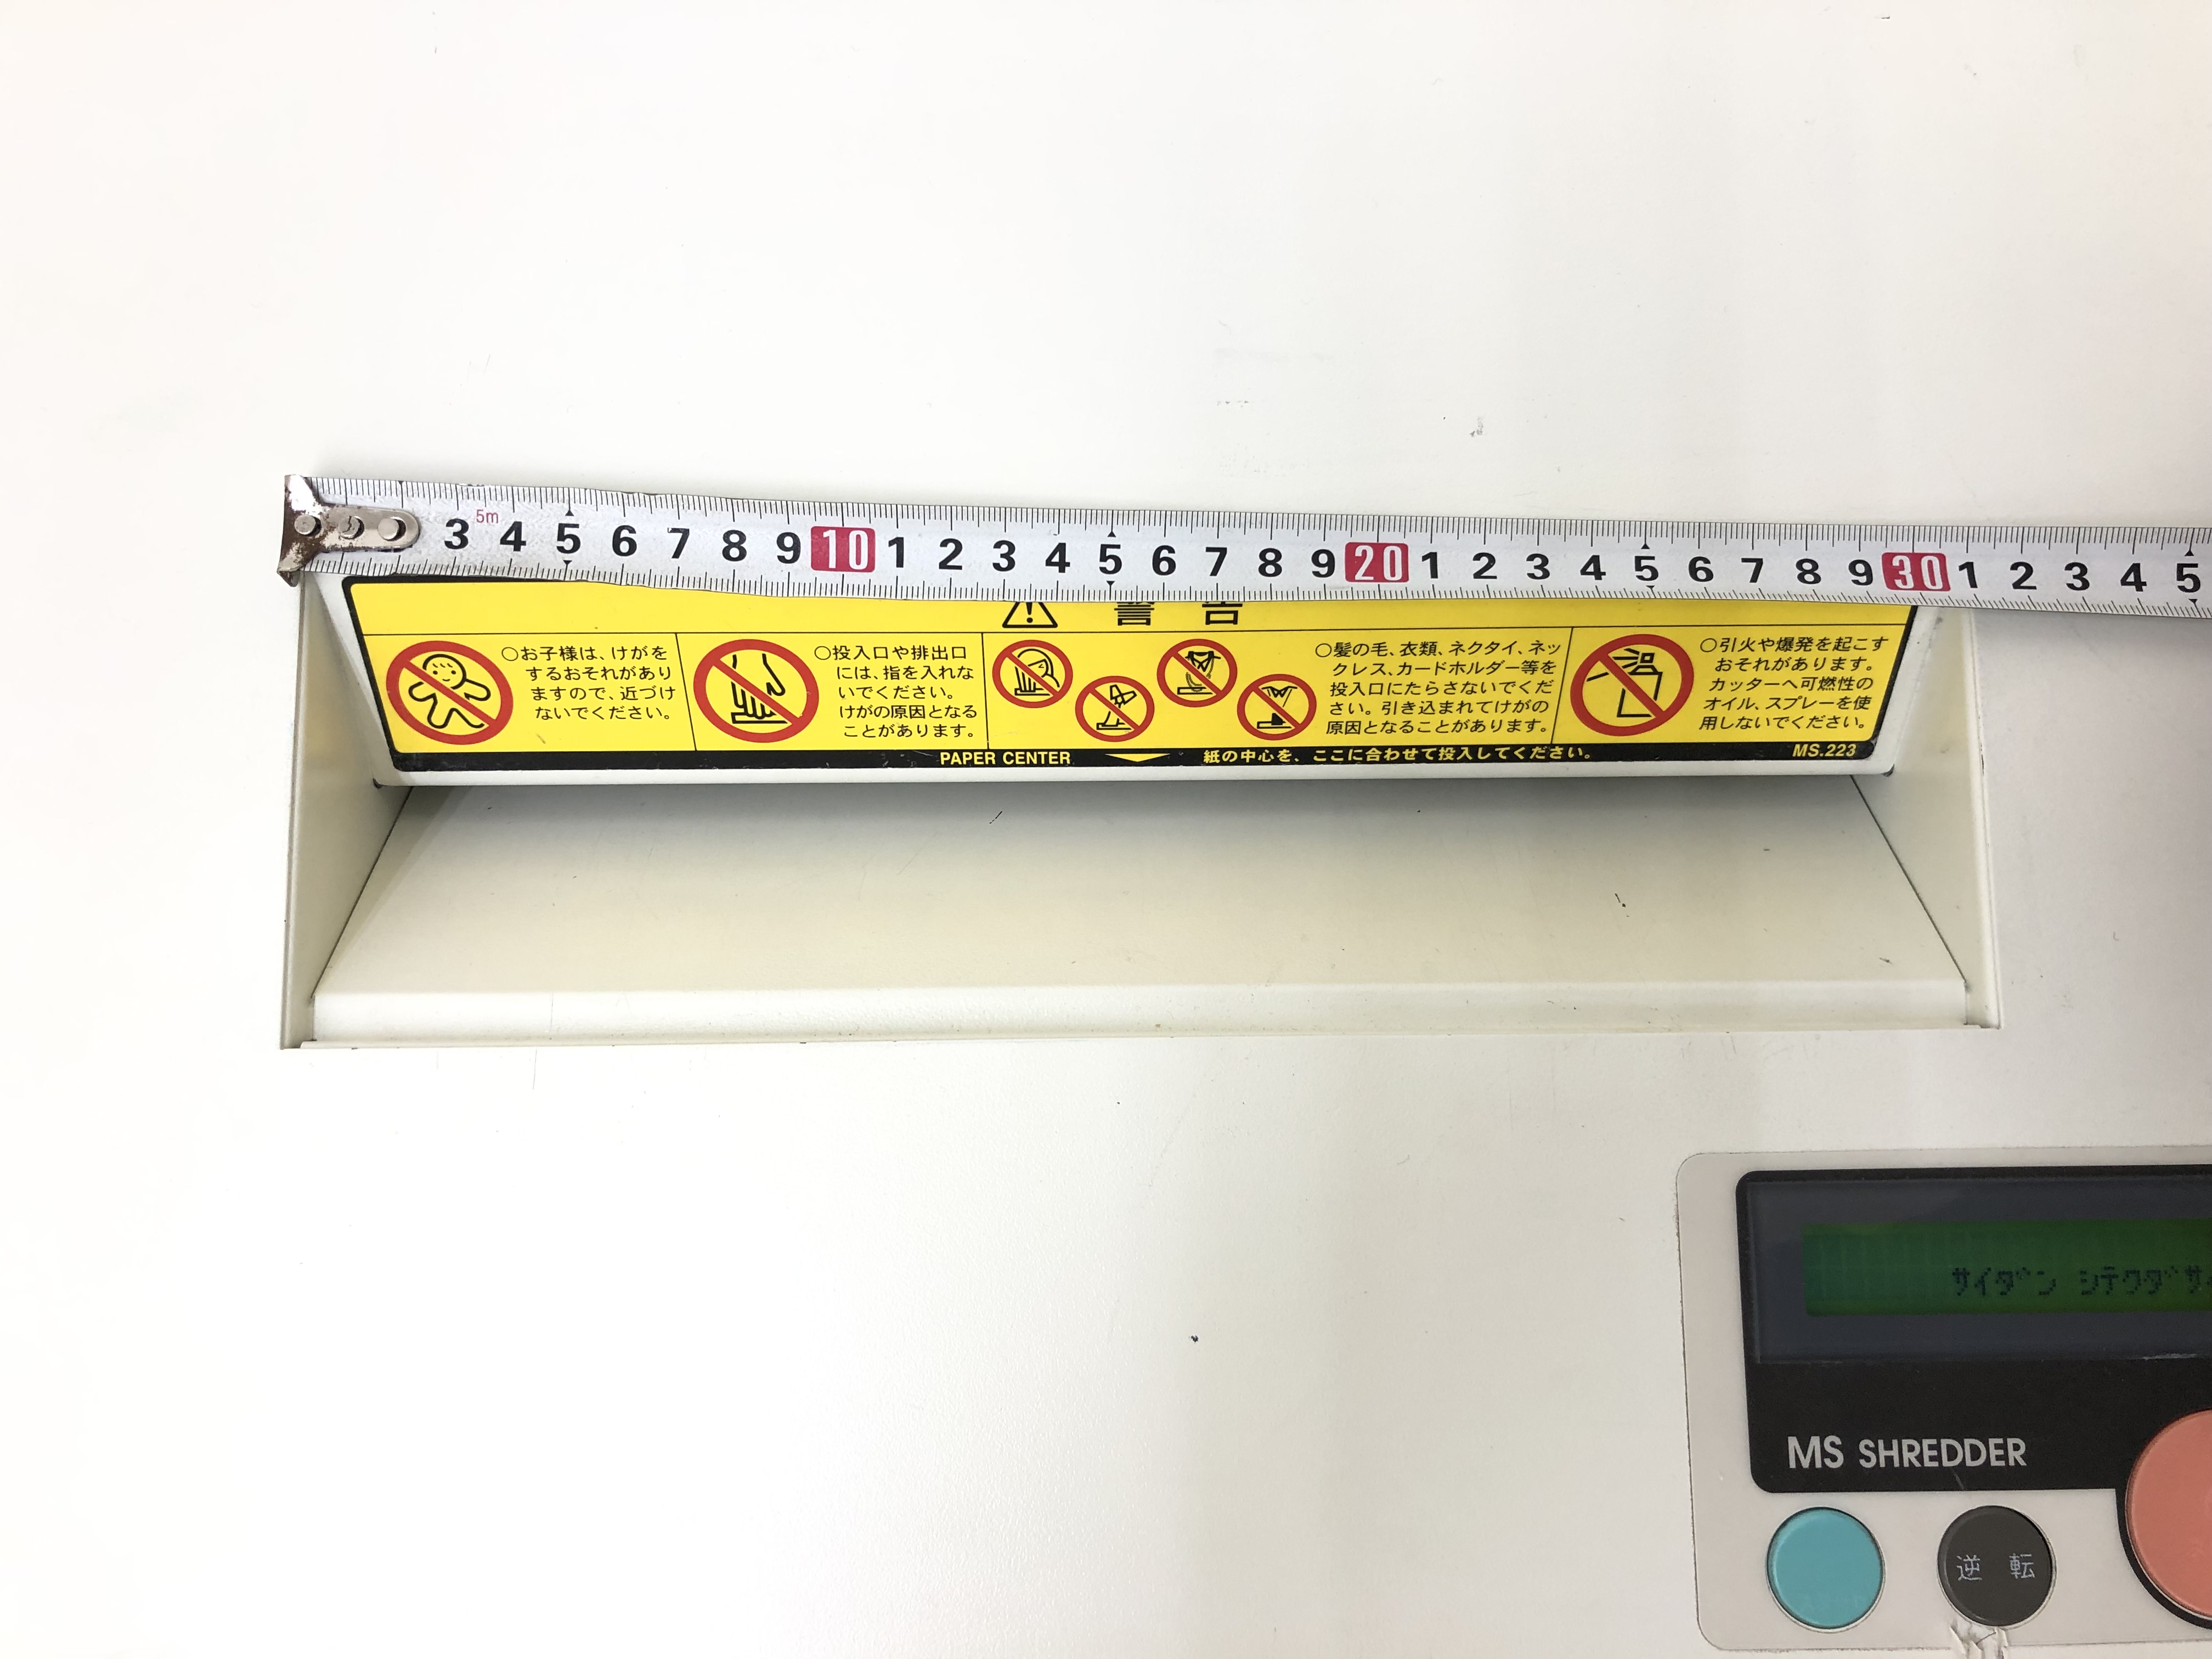 5m
3 4 5 6 7 8 9 10 1 2 3 4 5 6 7 8 9 20 1 2 3 4 5 6 7 8 9 30 1 2 3 4 5
警告
○お子様は、けがを
するおそれがあり
ますので、近づけ
ないでください。
○投入口や排出口
には、指を入れな
いでください。
けがの原因となる
ことがあります。
○髪の毛、衣類、ネクタイ、ネッ
クレス、カードホルダー等を
投入口にたらさないでくだ
さい。引き込まれてけがの
原因となることがあります。
○引火や爆発を起こす
おそれがあります。
カッターへ可燃性の
オイル、スプレーを使
用しないでください。
PAPER CENTER 紙の中心を、ここに合わせて投入してください。 MS.223
サイダン シテクダサ
MS SHREDDER
逆転